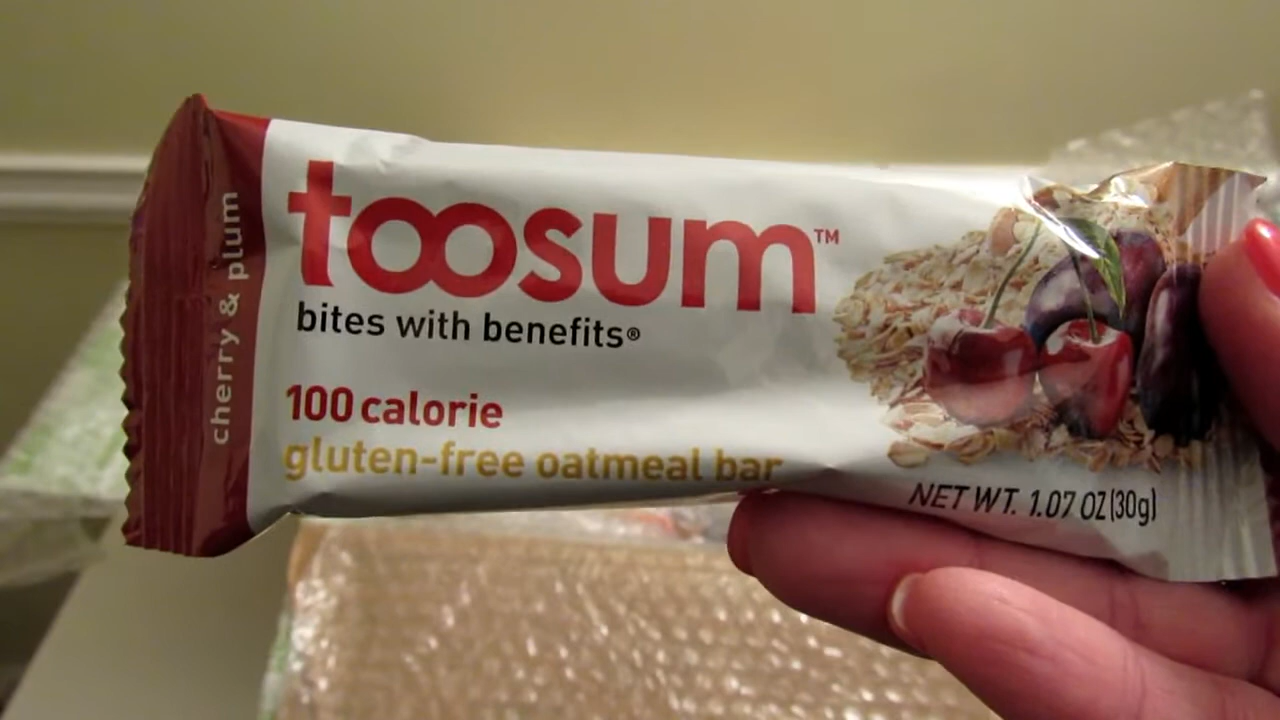 cherry & plum
toosum™
bites with benefits®
100 calorie
gluten-free oatmeal bar
NET WT. 1.07 OZ (30g)